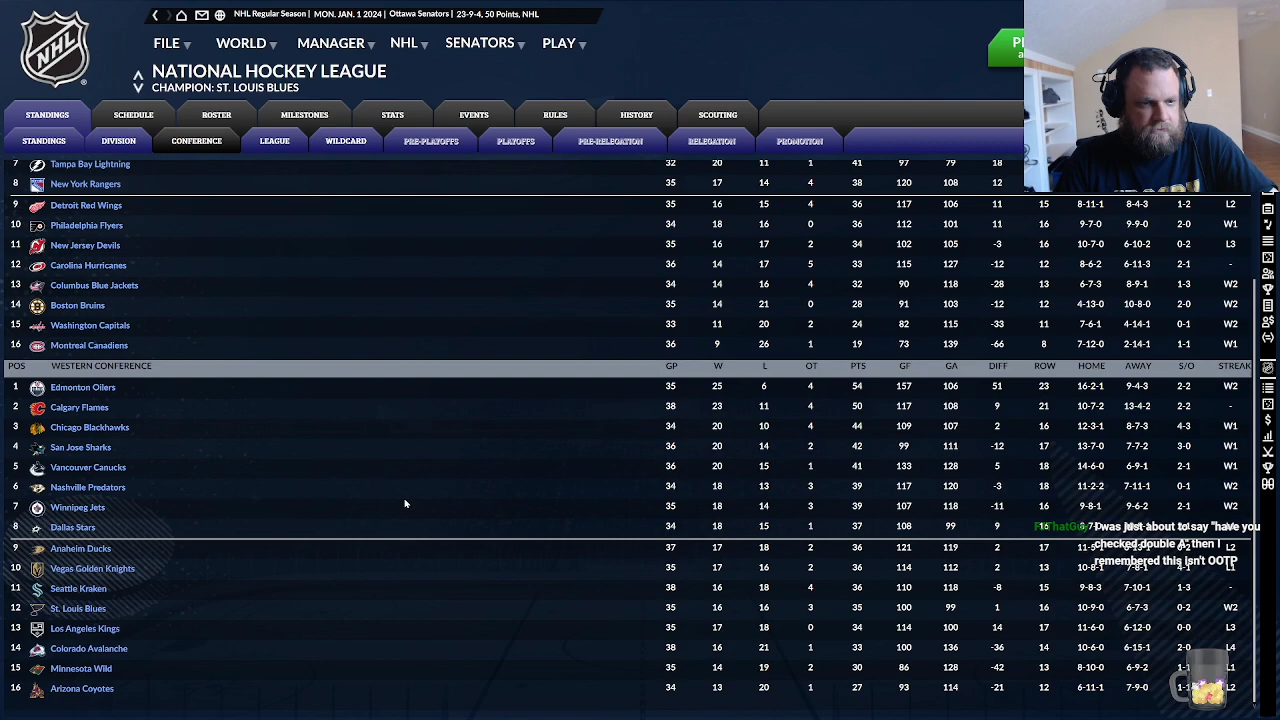 NHL Regular Season | MON. JAN. 1 2024 | Ottawa Senators | 23-9-4, 50 Points, NHL
FILE WORLD MANAGER NHL SENATORS PLAY
NHL
NATIONAL HOCKEY LEAGUE
CHAMPION: ST. LOUIS BLUES
STANDINGS SCHEDULE ROSTER MILESTONES STATS EVENTS RULES HISTORY SCOUTING
STANDINGS DIVISION CONFERENCE LEAGUE WILDCARD PRE-PLAYOFFS PLAYOFFS PRE-RELEGATION RELEGATION PROMOTION
7 Tampa Bay Lightning 32 20 11 1 41 97 79 18
8 New York Rangers 35 17 14 4 38 120 108 12
9 Detroit Red Wings 35 16 15 4 36 117 106 11 15 8-11-1 8-4-3 1-2 L2
10 Philadelphia Flyers 34 18 16 0 36 112 101 11 16 9-7-0 9-9-0 2-0 W1
11 New Jersey Devils 35 16 17 2 34 102 105 -3 16 10-7-0 6-10-2 0-2 L3
12 Carolina Hurricanes 36 14 17 5 33 115 127 -12 12 8-6-2 6-11-3 2-1 -
13 Columbus Blue Jackets 34 14 16 4 32 90 118 -28 13 6-7-3 8-9-1 1-3 W2
14 Boston Bruins 35 14 21 0 28 91 103 -12 12 4-13-0 10-8-0 2-0 W2
15 Washington Capitals 33 11 20 2 24 82 115 -33 11 7-6-1 4-14-1 0-1 W2
16 Montreal Canadiens 36 9 26 1 19 73 139 -66 8 7-12-0 2-14-1 1-1 W1
POS WESTERN CONFERENCE GP W L OT PTS GF GA DIFF ROW HOME AWAY S/O STREAK
1 Edmonton Oilers 35 25 6 4 54 157 106 51 23 16-2-1 9-4-3 2-2 W2
2 Calgary Flames 38 23 11 4 50 117 108 9 21 10-7-2 13-4-2 2-2 -
3 Chicago Blackhawks 34 20 10 4 44 109 107 2 16 12-3-1 8-7-3 4-3 W1
4 San Jose Sharks 36 20 14 2 42 99 111 -12 17 13-7-0 7-7-2 3-0 W1
5 Vancouver Canucks 36 20 15 1 41 133 128 5 18 14-6-0 6-9-1 2-1 W1
6 Nashville Predators 34 18 13 3 39 117 120 -3 18 11-2-2 7-11-1 0-1 W2
7 Winnipeg Jets 35 18 14 3 39 107 118 -11 16 9-8-1 9-6-2 2-1 W2
8 Dallas Stars 34 18 15 1 37 108 99 9
FtThatGuy I was just about to say "have you
checked double A" then I
remembered this isn't OOTP
9 Anaheim Ducks 37 17 18 2 36 121 119 2 17 L2
10 Vegas Golden Knights 35 17 16 2 36 114 112 2 13
11 Seattle Kraken 38 16 18 4 36 110 118 -8 15 9-8-3 7-10-1 1-3 -
12 St. Louis Blues 35 16 16 3 35 100 99 1 16 10-9-0 6-7-3 0-2 W2
13 Los Angeles Kings 35 17 18 0 34 114 100 14 17 11-6-0 6-12-0 0-0 L3
14 Colorado Avalanche 38 16 21 1 33 100 136 -36 14 10-6-0 6-15-1 2-0 L4
15 Minnesota Wild 35 14 19 2 30 86 128 -42 13 8-10-0 6-9-2 L1
16 Arizona Coyotes 34 13 20 1 27 93 114 -21 12 6-11-1 7-9-0 L2